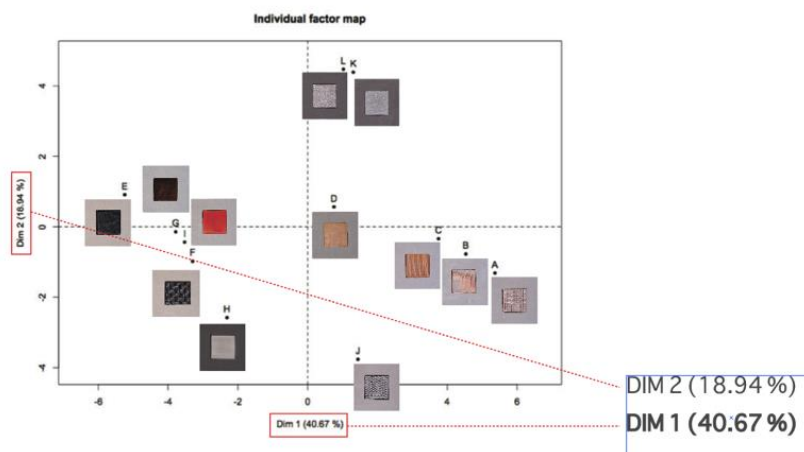 Individual factor map
L K
4
2
E
D
Dim 2 (18.94 %)
0
G
I
C
F
B
A
-2
H
J
-4
-6 -4 -2 0 2 4 6
Dim 1 (40.67 %)
DIM 2 (18.94 %)
DIM 1 (40.67 %)